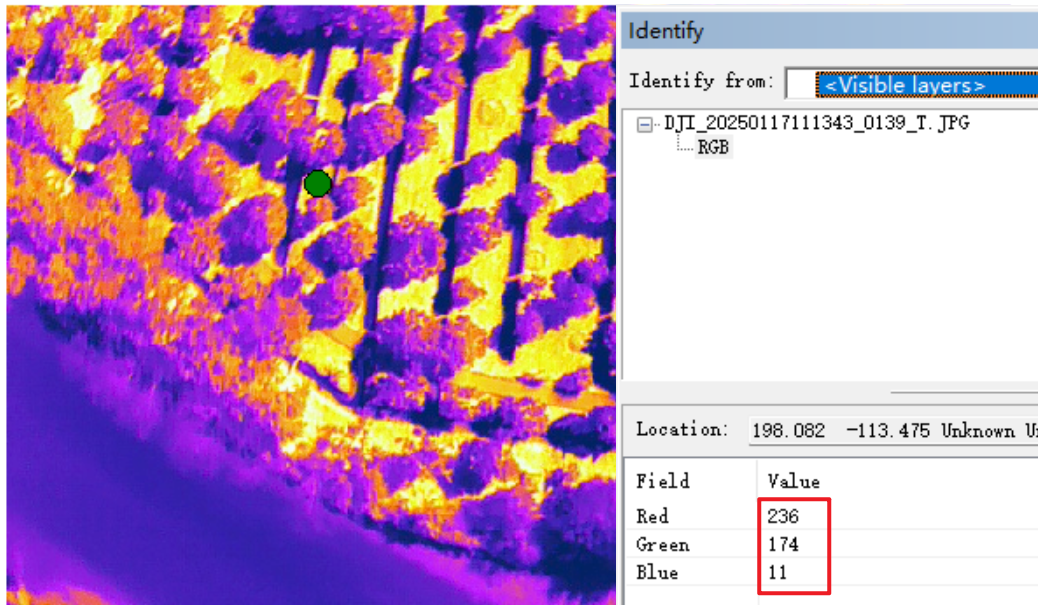 Identify
Identify from: <Visible layers>
DJI_20250117111343_0139_T.JPG
RGB
Location: 198.082 -113.475 Unknown
Field Value
Red 236
Green 174
Blue 11